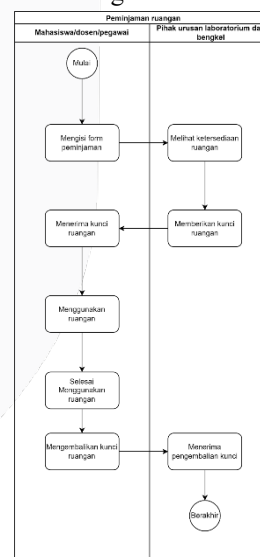 Peminjaman ruangan
Mahasiswa/dosen/pegawai
Pihak urusan laboratorium da
bengkel
Mulai
Mengisi form
peminjaman
Melihat ketersediaan
ruangan
Menerima kunci
ruangan
Memberikan kunci
ruangan
Menggunakan
ruangan
Selesai
Menggunakan
ruangan
Mengembalikan kunci
ruangan
Menerima
pengembalian kunci
Berakhir